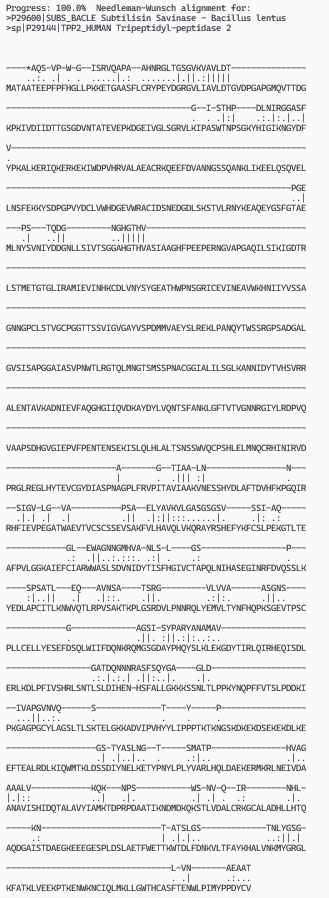 Progress: 100.0%  Needleman-Wunsch alignment for:
>P29600|SUBS_BACLE Subtilisin Savinase - Bacillus lentus
>sp|P29144|TPP2_HUMAN Tripeptidyl-peptidase 2
-----+AQS-VP-W-G--ISRVQAPA--AHNRGLTGSGVKVAVLDT-----------------
MATAATEEPFPFHGLLPKKETGAASFLCRYPEYDGRGVLIAVLDTGVDPGAPGMQVTTDG
-------------------------------------G--I-STHP----DLNIRGGASF
KPKIVDIIDTTGSGDVNTATEVEPKDGEIVGLSGRVLKIPASWTNPSGKYHIGIKNGYDF
V-----------------------------------------------------------
YPKALKERIQKERKEKIWDPVHRVALAEACRKQEEFDVANNGSSQANKLIKEELQSQVEL
---------------------------------------------------------PGE
LNSFEKKYSDPGPVYDCLVWHDGEVWRACIDSNEDGDLSKSTVLRNYKEAQEYGSFGTAE
---PS---TQDG---------NGHGTHV--------------------------------
MLNYSVNIYDDGNLLSIVTSGGAHGTHVASIAAGHFPEEPERNGVAPGAQILSIKIGDTR
------------------------------------------------------------
LSTMETGTGLIRAMIEVINHKCDLVNYSYGEATHWPNSGRICEVINEAVWKHNIIYVSSA
------------------------------------------------------------
GNNGPCLSTVGCPGGTTSSVIGVGAYVSPDMMVAEYSLREKLPANQYTWSSRGPSADGAL
------------------------------------------------------------
GVSISAPGGAIASVPNWTLRGTQLMNGTSMSSPNACGGIALILSGLKANNIDYTVHSVRR
------------------------------------------------------------
ALENTAVKADNIEVFAQGHGIIQVDKAYDYLVQNTSFANKLGFTVTVGNNRGIYLRDPVQ
------------------------------------------------------------
VAAPSDHGVGIEPVFPENTENSEKISLQLHLALTSNSSWVQCPSHLELMNQCRHINIRVD
----------------------A-------G--TIAA-LN----------------N---
PRGLREGLHYTEVCGYDIASPNAGPLFRVPITAVIAAKVNESSHYDLAFTDVHFKPGQIR
--SIGV-LG--VA----------PSA--ELYAVKVLGASGSGSV-----SSI-AQ-----
RHFIEVPEGATWAEVTVCSCSSEVSAKFVLHAVQLVKQRAYRSHEFYKFCSLPEKGTLTE
------------GL--EWAGNNGMHVA-NLS-L----GS-----------------P---
AFPVLGGKAIEFCIARWWASLSDVNIDYTISFHGIVCTAPQLNIHASEGINRFDVQSSLK
----SPSATL---EQ---AVNSA----TSRG---------VLVVA------ASGNS----
YEDLAPCITLKNWVQTLRPVSAKTKPLGSRDVLPNNRQLYEMVLTYNFHQPKSGEVTPSC
------------G-------------AGSI-SYPARYANAMAV-----------------
PLLCELLYESEFDSQLWIIFDQNKRQMGSGDAYPHQYSLKLEKGDYTIRLQIRHEQISDL
-----------------GATDQNNNRASFSQYGA----GLD-------------------
ERLKDLPFIVSHRLSNTLSLDIHEN-HSFALLGKKKSSNLTLPPKYNQPFFVTSLPDDKI
--IVAPGVNVQ------S-------------T-----Y-----P----------------
PKGAGPGCYLAGSLTLSKTELGKKADVIPVHYYLIPPPTKTKNGSKDKEKDSEKEKDLKE
------------------GS-TYASLNG--T-----SMATP---------------HVAG
EFTEALRDLKIQWMTKLDSSDIYNELKETYPNYLPLYVARLHQLDAEKERMKRLNEIVDA
AAALV------------KQK---NPS-----------WS-NV-Q--IR--------NHL-
ANAVISHIDQTALAVYIAMKTDPRPDAATIKNDMDKQKSTLVDALCRKGCALADHLLHTQ
-----KN------------------------T-ATSLGS-------------TNLYGSG-
AQDGAISTDAEGKEEEGESPLDSLAETFWETTKWTDLFDNKVLTFAYKHALVNKMYGRGL
---------------------------------L-VN-------AEAAT
KFATKLVEEKPTKENWKNCIQLMKLLGWTHCASFTENWLPIMYPPDYCV